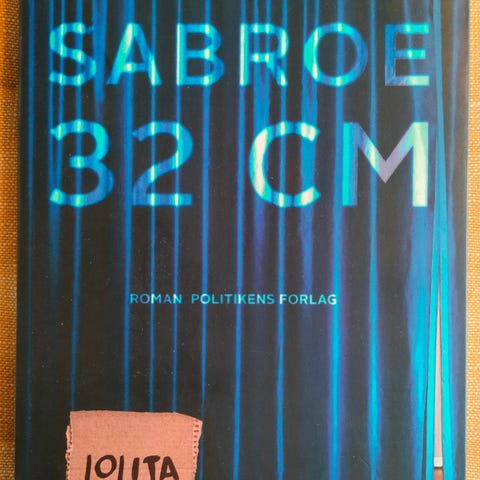 SABROE
32 CM
ROMAN POLITIKENS FORLAG
LOLITA